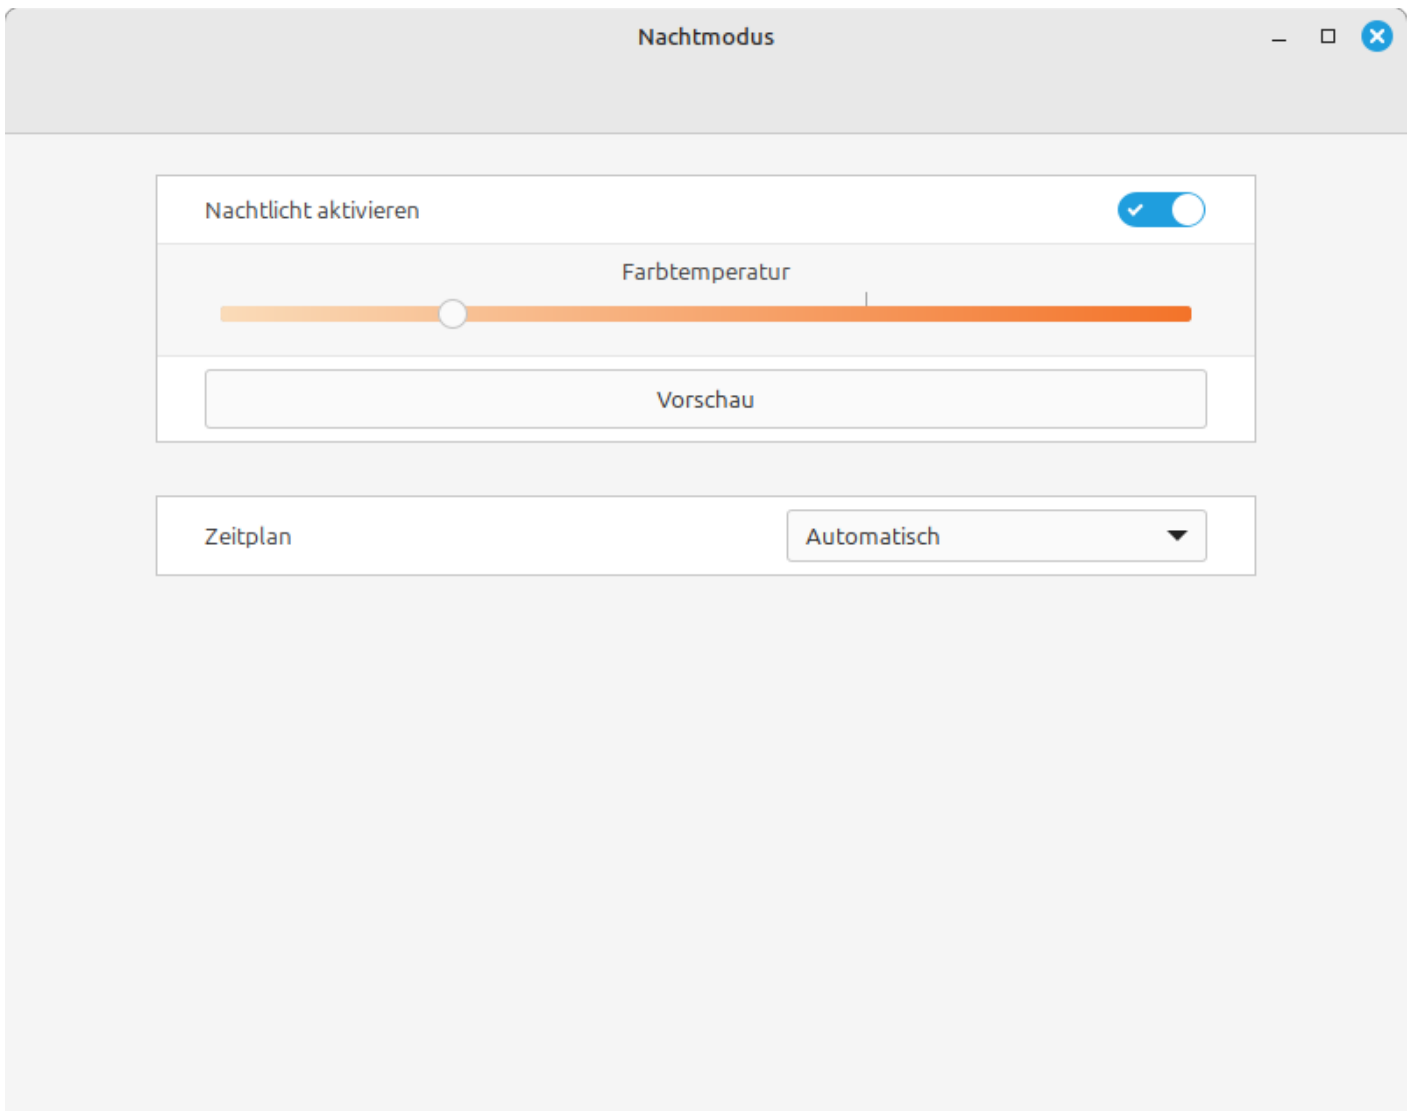 Nachtmodus
Nachtlicht aktivieren
Farbtemperatur
Vorschau
Zeitplan
Automatisch